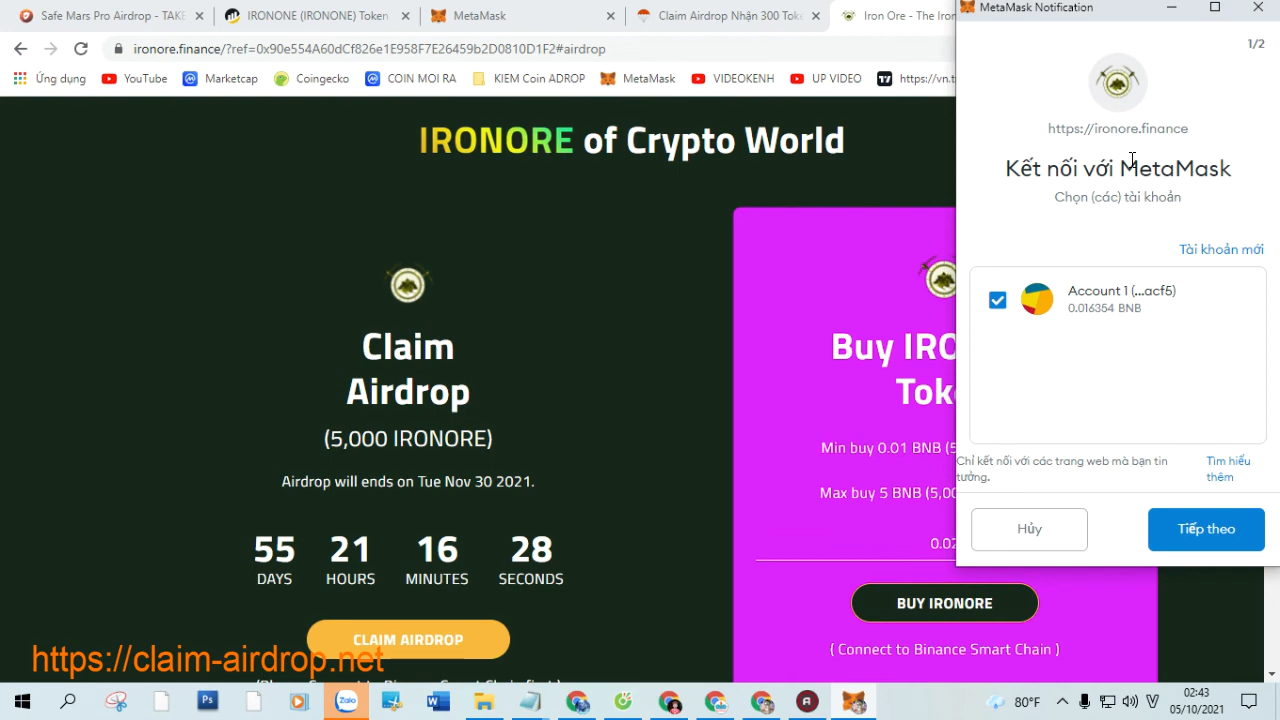 Safe Mars Pro Airdrop - TAKE
IRONONE (IRONONE) Token
MetaMask
Claim Airdrop Nhận 300 Toke
Iron Ore - The Iron
MetaMask Notification
ironore.finance/?ref=0x90e554A60dCf826e1E958F7E26459b2D0810D1F2#airdrop
Ứng dụng
YouTube
Marketcap
Coingecko
COIN MOI RA
KIEM Coin ADROP
MetaMask
VIDEOKENH
UP VIDEO
https://vn.t
1/2
https://ironore.finance
Kết nối với MetaMask
Chọn (các) tài khoản
Tài khoản mới
Account 1 (...acf5)
0.016354 BNB
Chỉ kết nối với các trang web mà bạn tin
tưởng.
Tìm hiểu
thêm
Hủy
Tiếp theo
IRONORE of Crypto World
Claim
Airdrop
(5,000 IRONORE)
Airdrop will ends on Tue Nov 30 2021.
55
DAYS
21
HOURS
16
MINUTES
28
SECONDS
CLAIM AIRDROP
Buy IRO
Tok
Min buy 0.01 BNB (5
Max buy 5 BNB (5,00
0.02
BUY IRONORE
( Connect to Binance Smart Chain )
https://claim-airdrop.net
80°F
02:43
05/10/2021